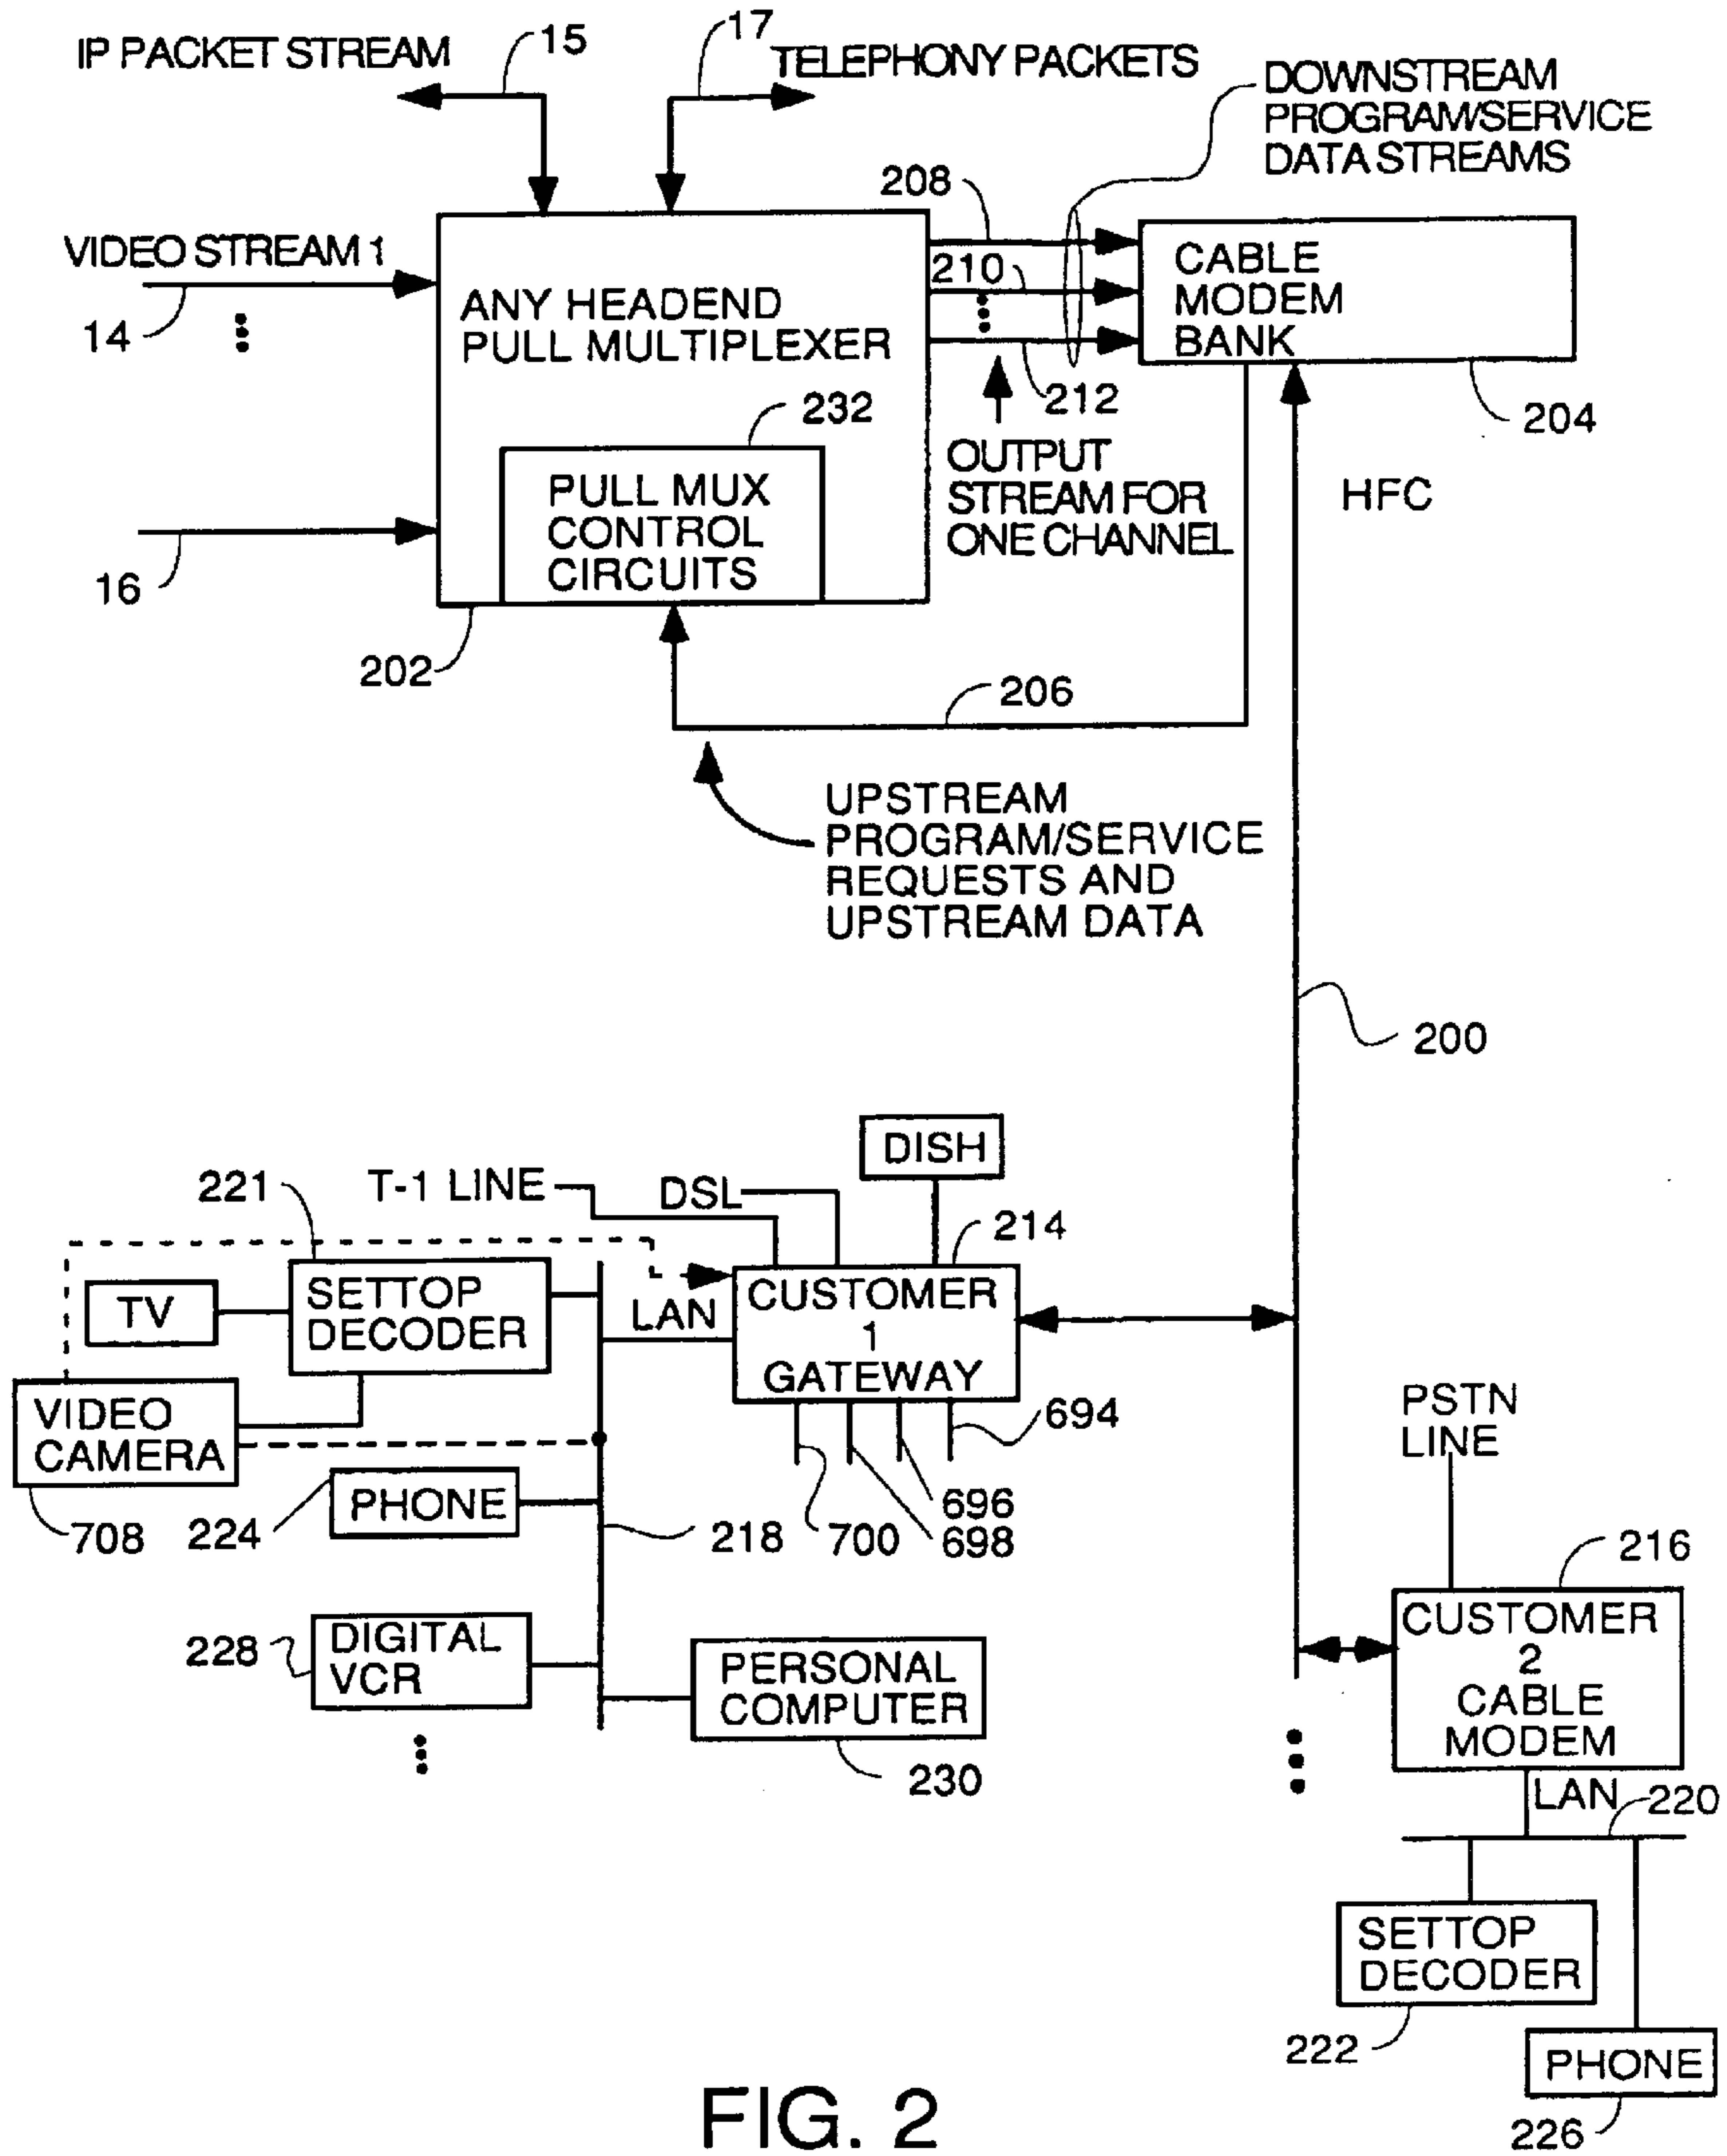 IP PACKET STREAM
15
17
TELEPHONY PACKETS
DOWNSTREAM
PROGRAM/SERVICE
DATA STREAMS
208
VIDEO STREAM 1
14
210
ANY HEADEND
PULL MULTIPLEXER
CABLE
MODEM
BANK
212
204
232
OUTPUT
STREAM FOR
ONE CHANNEL
HFC
PULL MUX
CONTROL
CIRCUITS
16
202
206
UPSTREAM
PROGRAM/SERVICE
REQUESTS AND
UPSTREAM DATA
200
DISH
221
T-1 LINE
DSL
214
SETTOP
DECODER
TV
LAN
CUSTOMER
1
GATEWAY
VIDEO
CAMERA
694
PSTN
LINE
708
224
PHONE
218
700
696
698
216
228
DIGITAL
VCR
PERSONAL
COMPUTER
230
CUSTOMER
2
CABLE
MODEM
LAN
220
SETTOP
DECODER
222
PHONE
226
FIG. 2